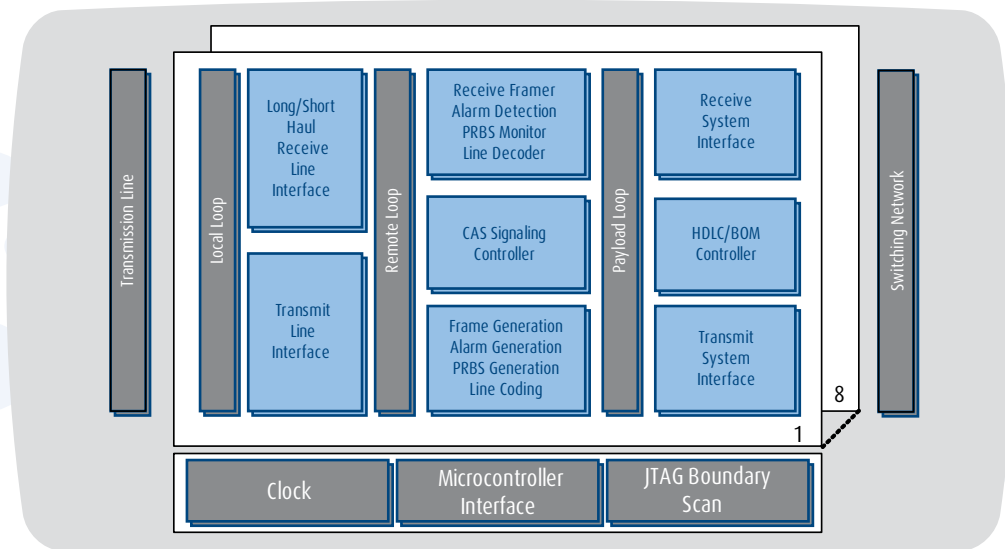 Transmission Line
Local Loop
Long/Short
Haul
Receive
Line
Interface
Transmit
Line
Interface
Remote Loop
Receive Framer
Alarm Detection
PRBS Monitor
Line Decoder
CAS Signaling
Controller
Frame Generation
Alarm Generation
PRBS Generation
Line Coding
Payload Loop
Receive
System
Interface
HDLC/BOM
Controller
Transmit
System
Interface
Switching Network
8
1
Clock
Microcontroller
Interface
JTAG Boundary
Scan